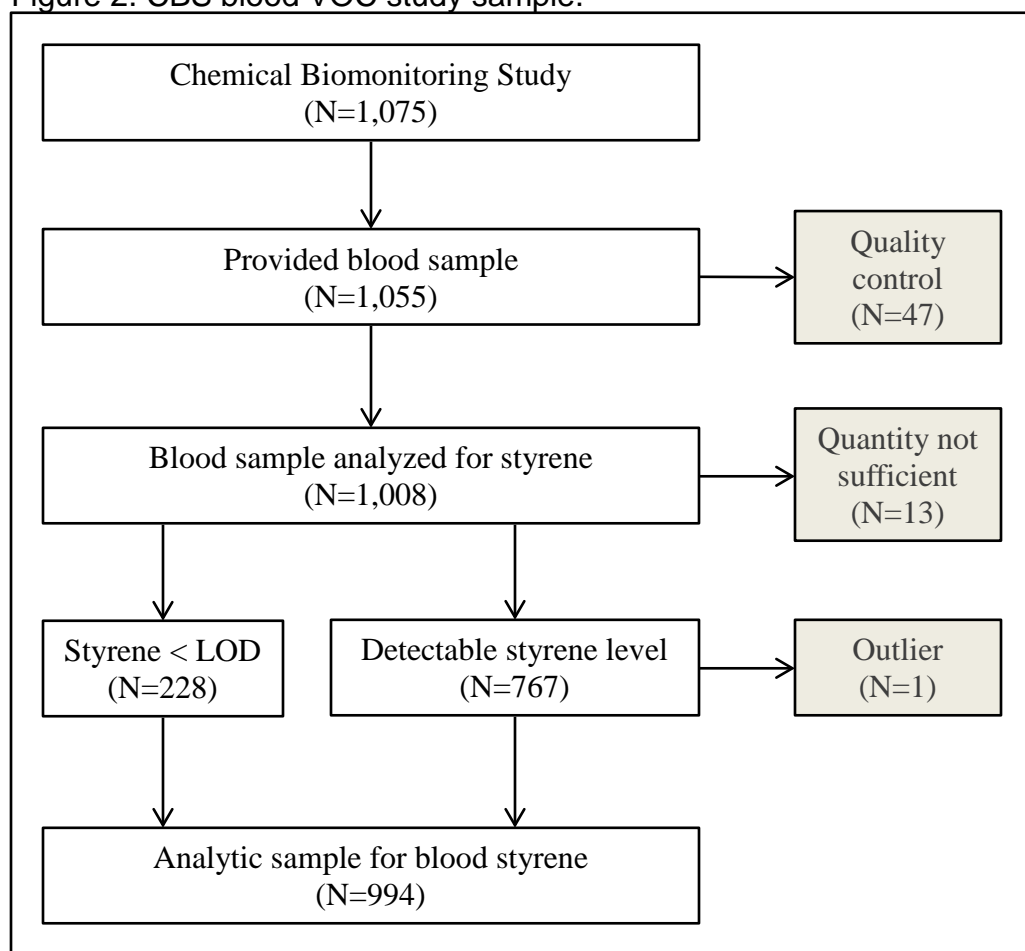 Figure 2. CBS blood VOC study sample.
Chemical Biomonitoring Study
(N=1,075)
Provided blood sample
(N=1,055)
Quality
control
(N=47)
Blood sample analyzed for styrene
(N=1,008)
Quantity not
sufficient
(N=13)
Styrene < LOD
(N=228)
Detectable styrene level
(N=767)
Outlier
(N=1)
Analytic sample for blood styrene
(N=994)